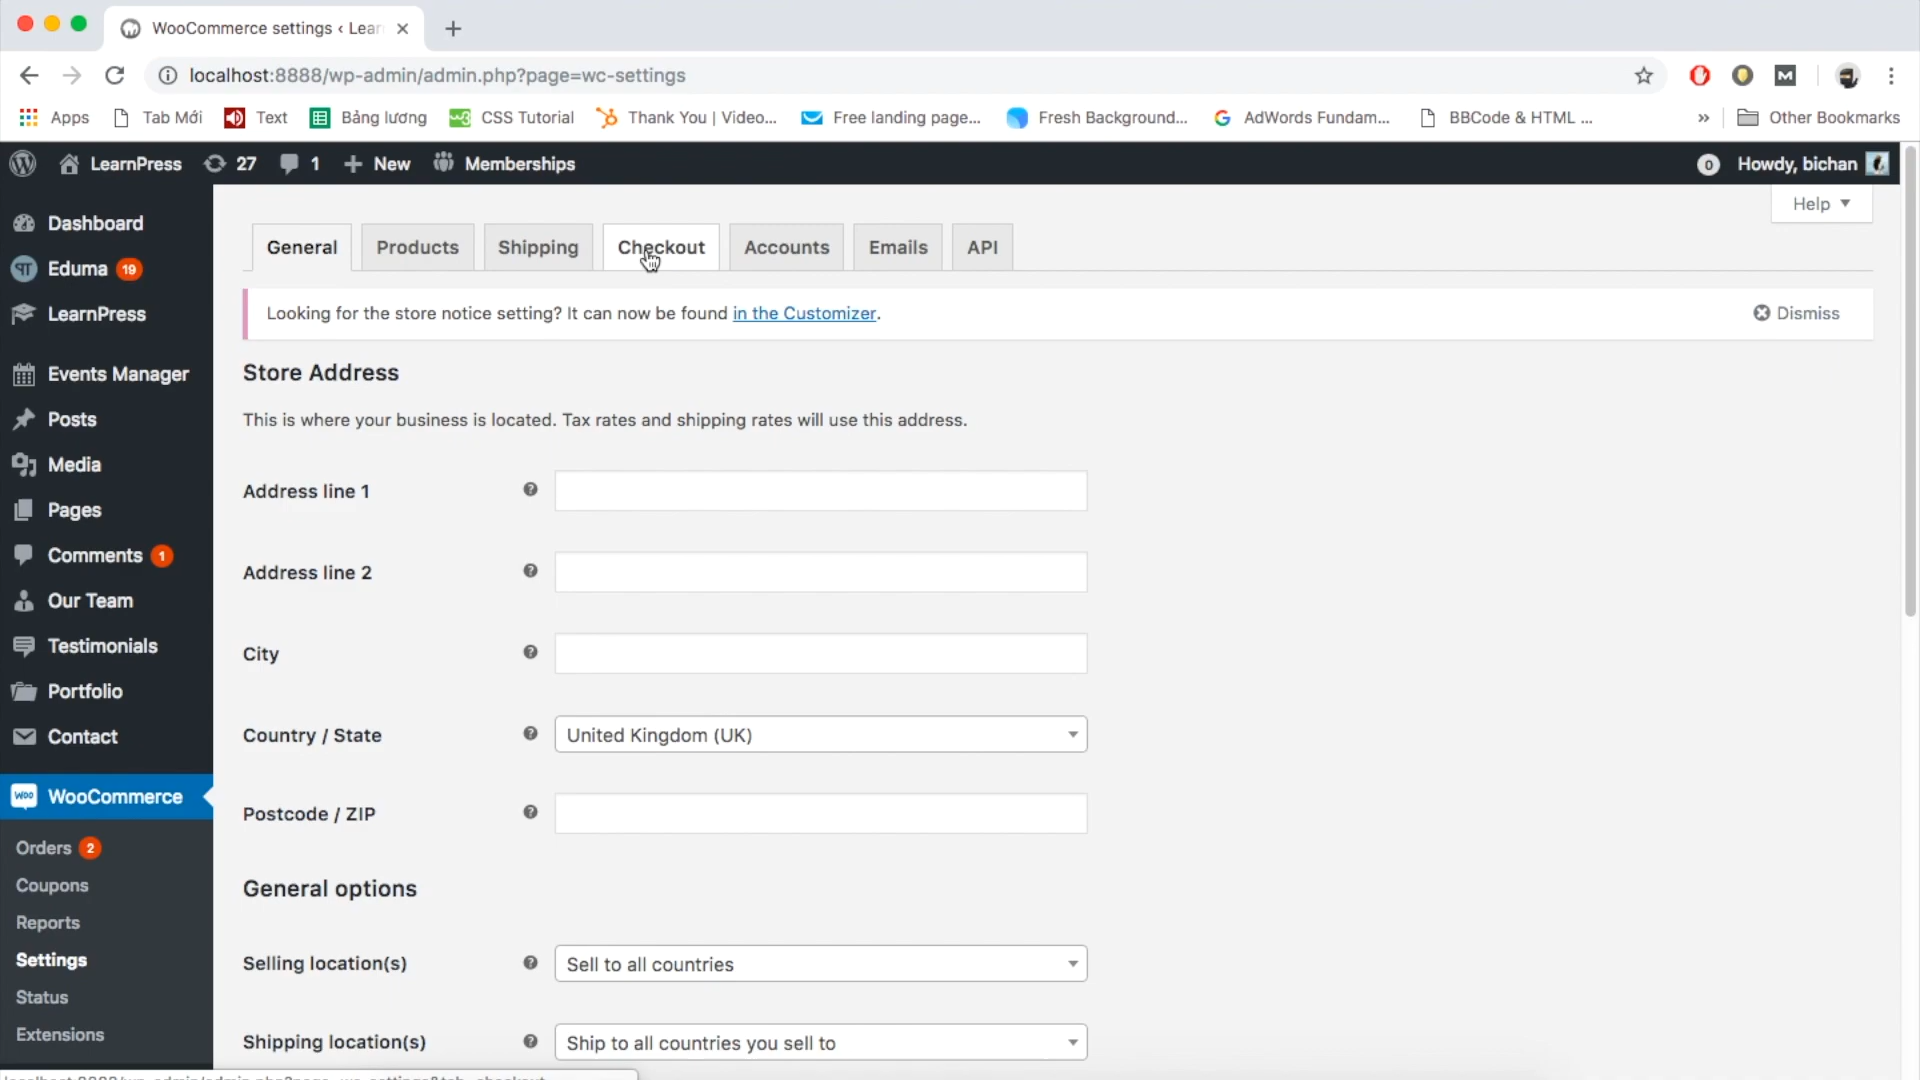 WooCommerce settings ‹ Lear
localhost:8888/wp-admin/admin.php?page=wc-settings
Apps Tab Mới Text Bảng lương CSS Tutorial Thank You | Video... Free landing page... Fresh Background... AdWords Fundam... BBCode & HTML ... » Other Bookmarks
LearnPress 27 1 + New Memberships 0 Howdy, bichan
Help
Dashboard
Eduma 19
LearnPress
Events Manager
Posts
Media
Pages
Comments 1
Our Team
Testimonials
Portfolio
Contact
WooCommerce
Orders 2
Coupons
Reports
Settings
Status
Extensions
General Products Shipping Checkout Accounts Emails API
Looking for the store notice setting? It can now be found in the Customizer. Dismiss
Store Address
This is where your business is located. Tax rates and shipping rates will use this address.
Address line 1
Address line 2
City
Country / State United Kingdom (UK)
Postcode / ZIP
General options
Selling location(s) Sell to all countries
Shipping location(s) Ship to all countries you sell to